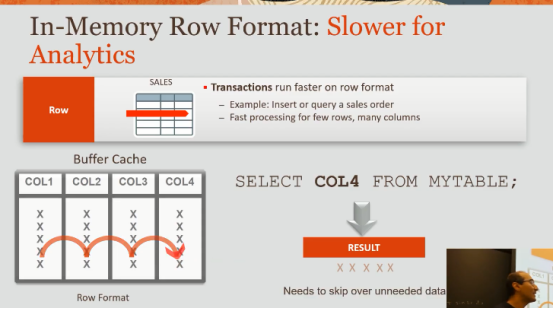 In-Memory Row Format: Slower for
Analytics
Row
SALES
Transactions run faster on row format
– Example: Insert or query a sales order
– Fast processing for few rows, many columns
Buffer Cache
COL1 COL2 COL3 COL4
X X X X
X X X X
X X X X
X X X X
X X X X
Row Format
SELECT COL4 FROM MYTABLE;
RESULT
X X X X X
Needs to skip over unneeded data